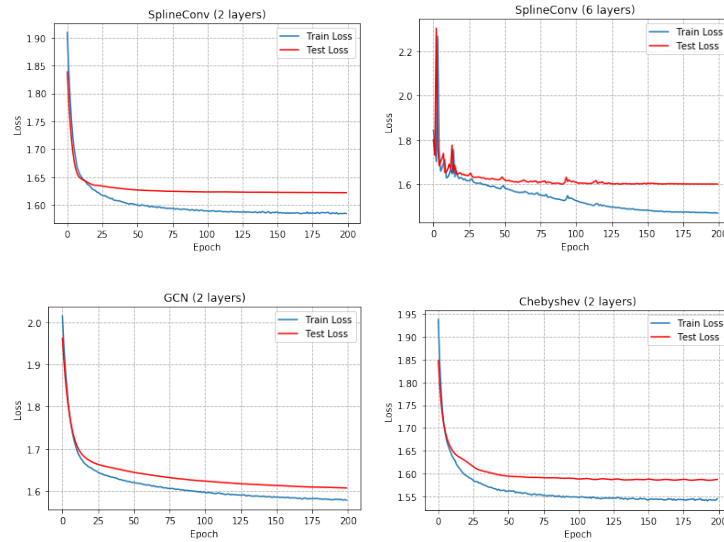 SplineConv (2 layers)
Train Loss
Test Loss
1.90
1.85
1.80
1.75
1.70
1.65
1.60
Loss
0 25 50 75 100 125 150 175 200
Epoch
SplineConv (6 layers)
Train Loss
Test Loss
2.2
2.0
1.8
1.6
Loss
0 25 50 75 100 125 150 175 200
Epoch
GCN (2 layers)
Train Loss
Test Loss
2.0
1.9
1.8
1.7
1.6
Loss
0 25 50 75 100 125 150 175 200
Epoch
Chebyshev (2 layers)
Train Loss
Test Loss
1.95
1.90
1.85
1.80
1.75
1.70
1.65
1.60
1.55
Loss
0 25 50 75 100 125 150 175 200
Epoch